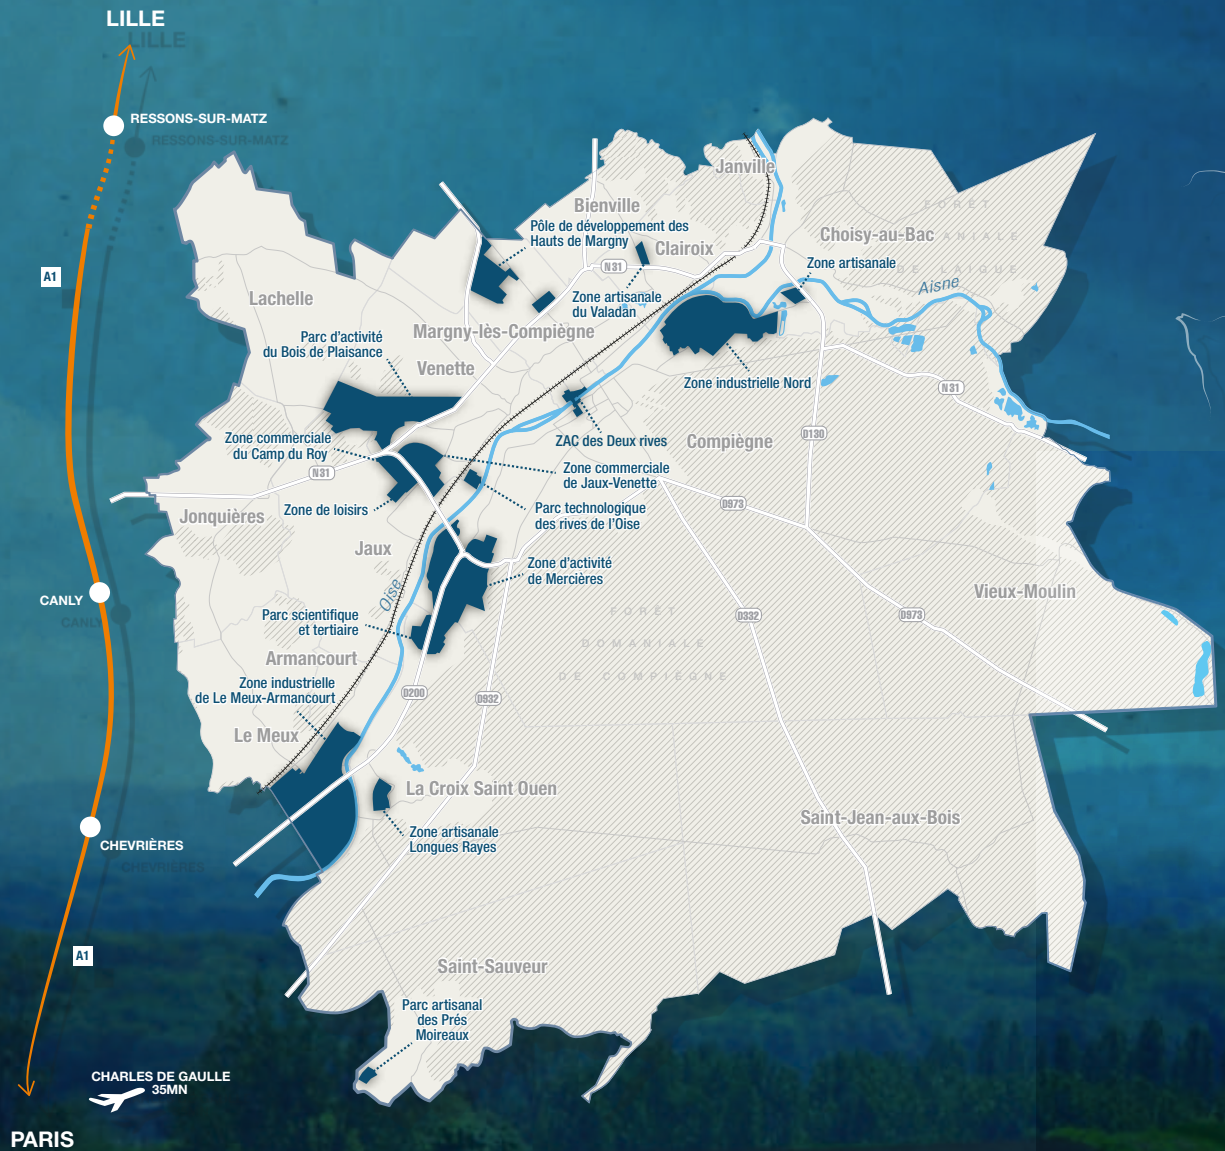 LILLE
RESSONS-SUR-MATZ
A1
CANLY
CHEVRIÈRES
A1
CHARLES DE GAULLE
35MN
PARIS
Janville
Bienville
Pôle de développement des
Hauts de Margny
Clairoix
Choisy-au-Bac
FORÊT
DOMANIALE
DE LAIGUE
N31
Zone artisanale
Aisne
Lachelle
Zone artisanale
du Valadan
Margny-lès-Compiègne
Parc d'activité
du Bois de Plaisance
Venette
Zone industrielle Nord
N31
Zone commerciale
du Camp du Roy
ZAC des Deux rives
Compiègne
D130
N31
Zone commerciale
de Jaux-Venette
Zone de loisirs
Parc technologique
des rives de l'Oise
D973
Jonquières
Jaux
Zone d'activité
de Mercières
Oise
Vieux-Moulin
Parc scientifique
et tertiaire
FORÊT
DOMANIALE
DE COMPIÈGNE
D332
D973
Armancourt
Zone industrielle
de Le Meux-Armancourt
D200
D932
Le Meux
La Croix Saint Ouen
Saint-Jean-aux-Bois
Zone artisanale
Longues Rayes
Saint-Sauveur
Parc artisanal
des Prés
Moireaux